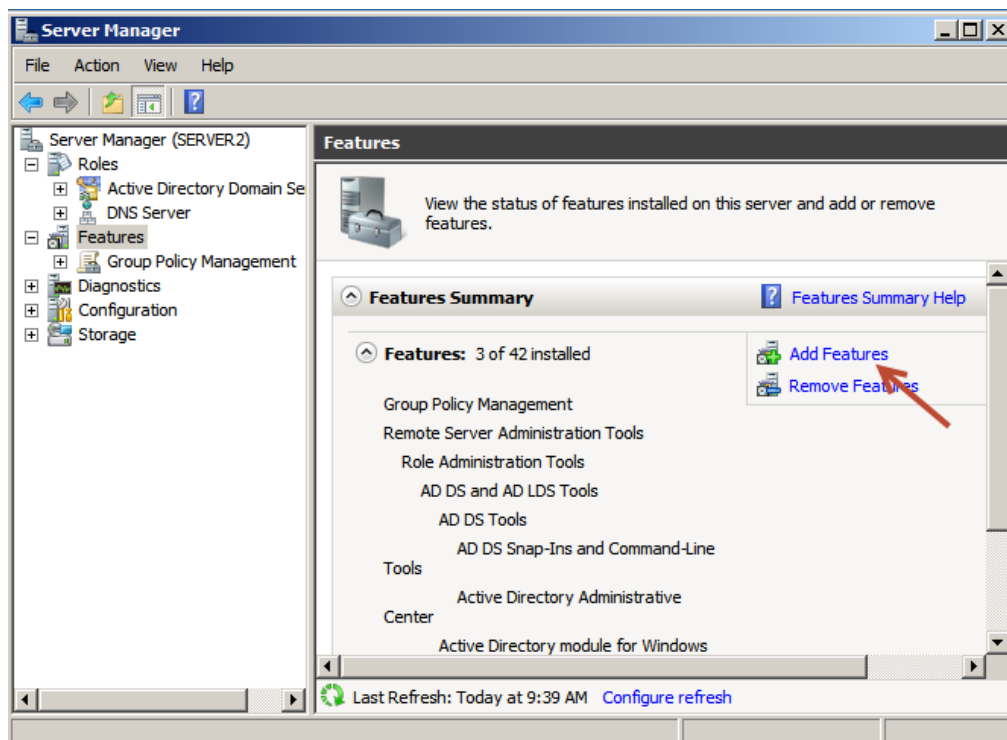 Server Manager
File Action View Help
Server Manager (SERVER2)
Roles
Active Directory Domain Se
DNS Server
Features
Group Policy Management
Diagnostics
Configuration
Storage
Features
View the status of features installed on this server and add or remove
features.
Features Summary
Features Summary Help
Features: 3 of 42 installed
Add Features
Remove Features
Group Policy Management
Remote Server Administration Tools
Role Administration Tools
AD DS and AD LDS Tools
AD DS Tools
AD DS Snap-Ins and Command-Line
Tools
Active Directory Administrative
Center
Active Directory module for Windows
Last Refresh: Today at 9:39 AM Configure refresh